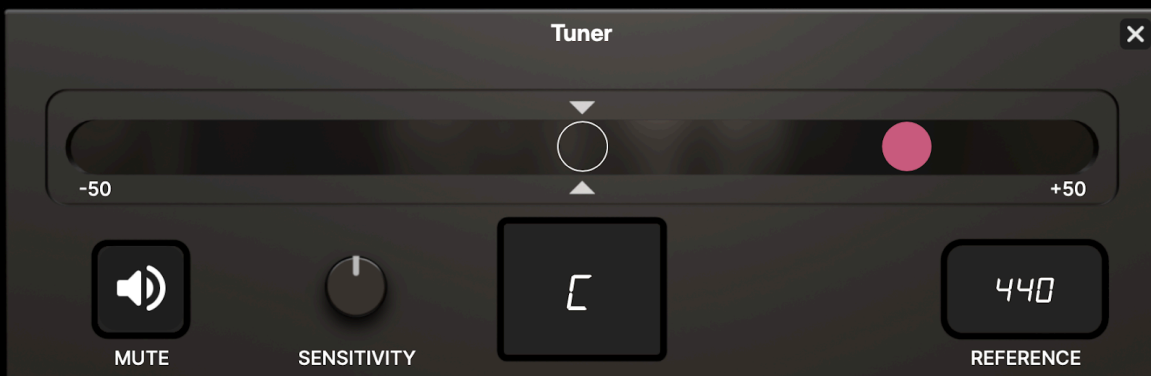 Tuner
-50
+50
C
440
MUTE
SENSITIVITY
REFERENCE